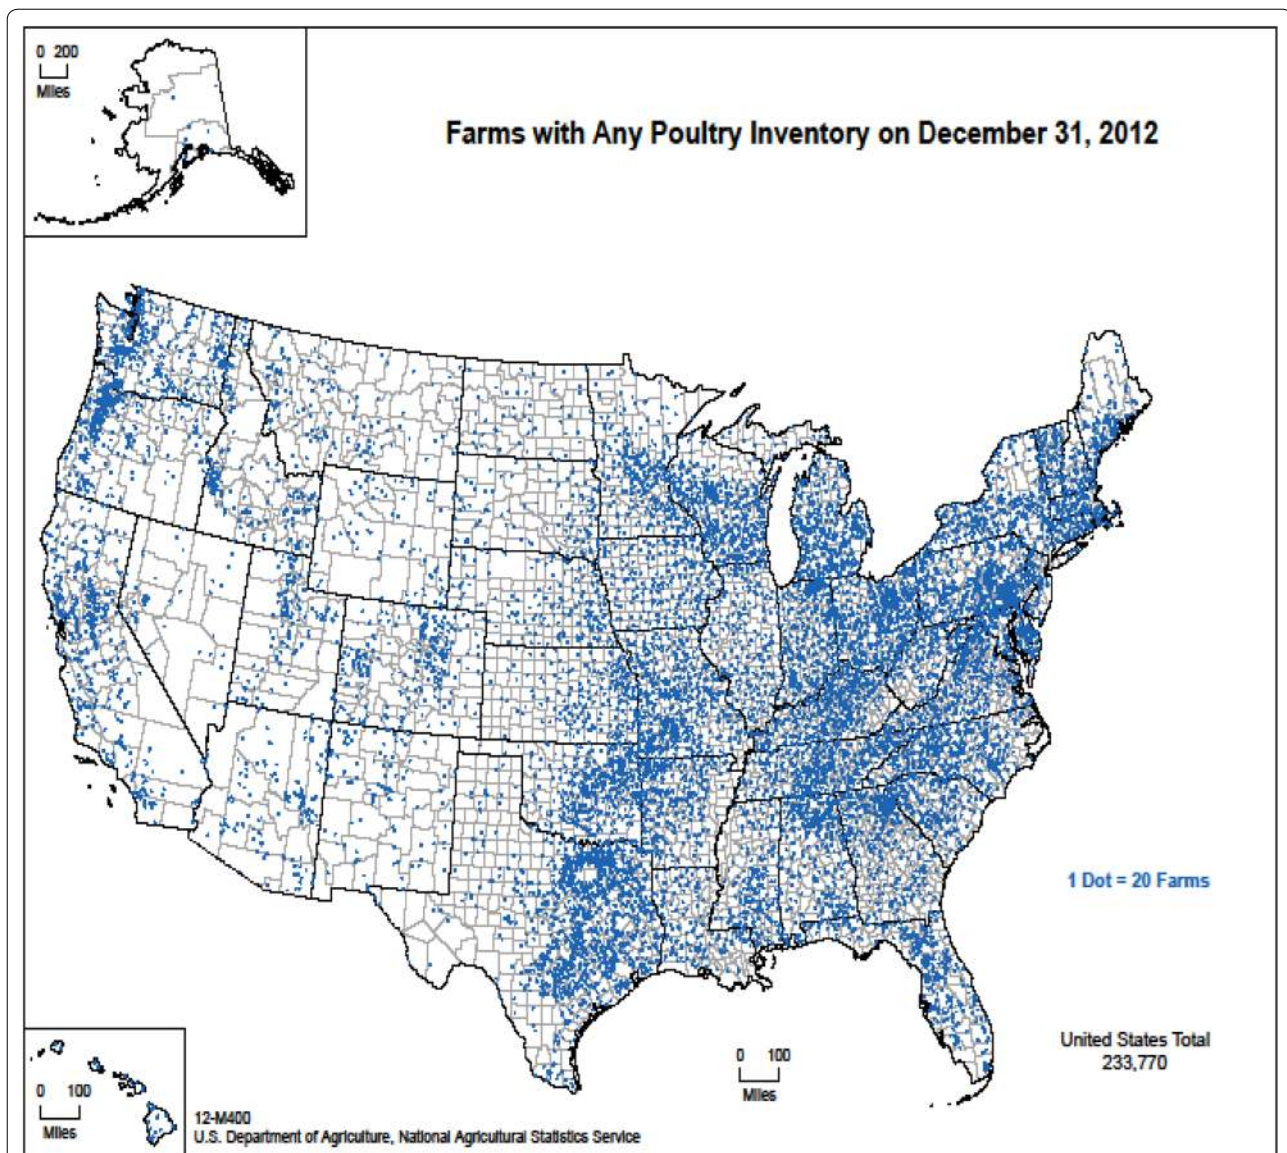 0 200
Miles
Farms with Any Poultry Inventory on December 31, 2012
1 Dot = 20 Farms
United States Total
233,770
0 100
Miles
0 100
Miles
12-M400
U.S. Department of Agriculture, National Agricultural Statistics Service